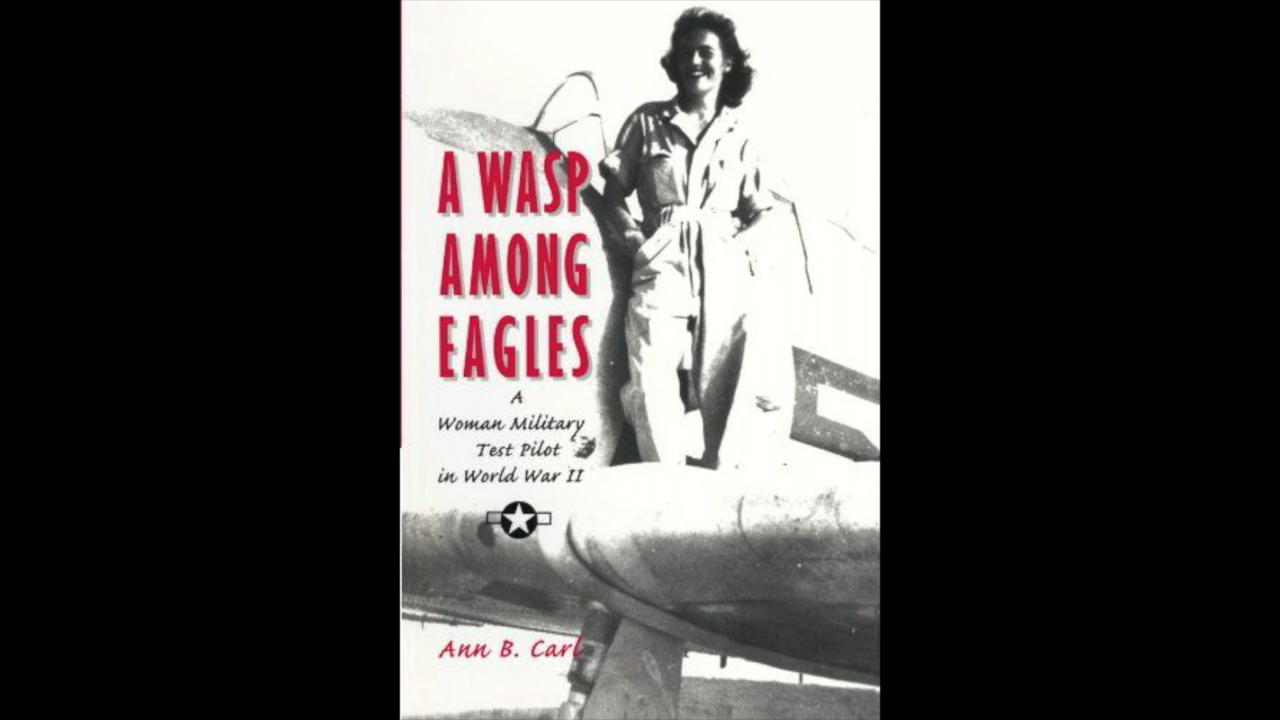 A WASP
AMONG
EAGLES
A
Woman Military
Test Pilot
in World War II
Ann B. Carl